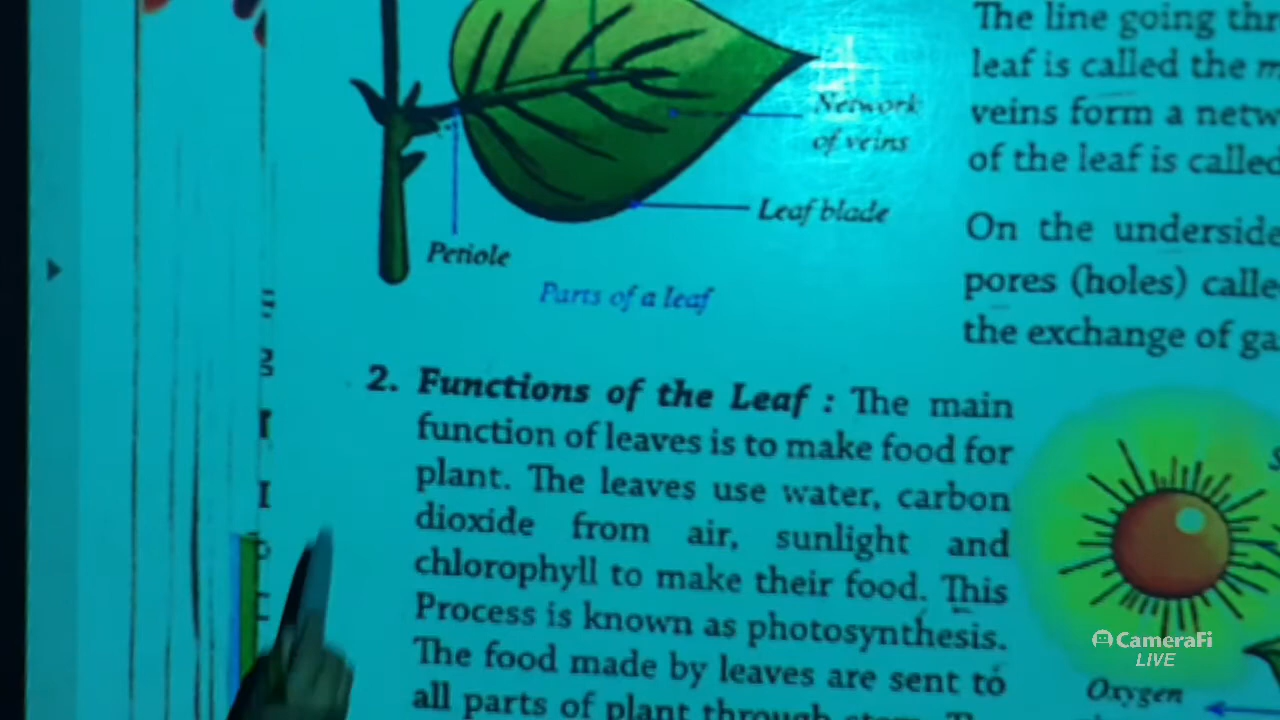 The line going thr
leaf is called the m
veins form a netw
of the leaf is called
Network
of veins
Leaf blade
Petiole
Parts of a leaf
On the underside
pores (holes) calle
the exchange of ga
2. Functions of the Leaf : The main
function of leaves is to make food for
plant. The leaves use water, carbon
dioxide from air, sunlight and
chlorophyll to make their food. This
Process is known as photosynthesis.
The food made by leaves are sent to
all parts of plant through stem.
Oxygen
CameraFi
LIVE